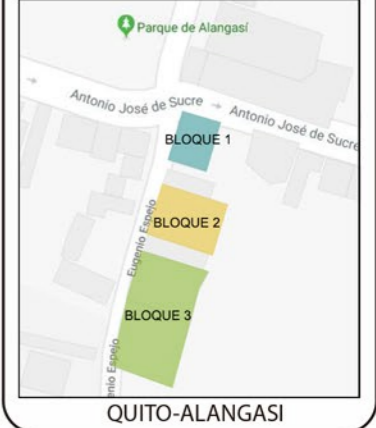 Parque de Alangasí
Antonio José de Sucre
Antonio José de Sucre
BLOQUE 1
BLOQUE 2
Eugenio Espejo
BLOQUE 3
enio Espejo
QUITO-ALANGASI